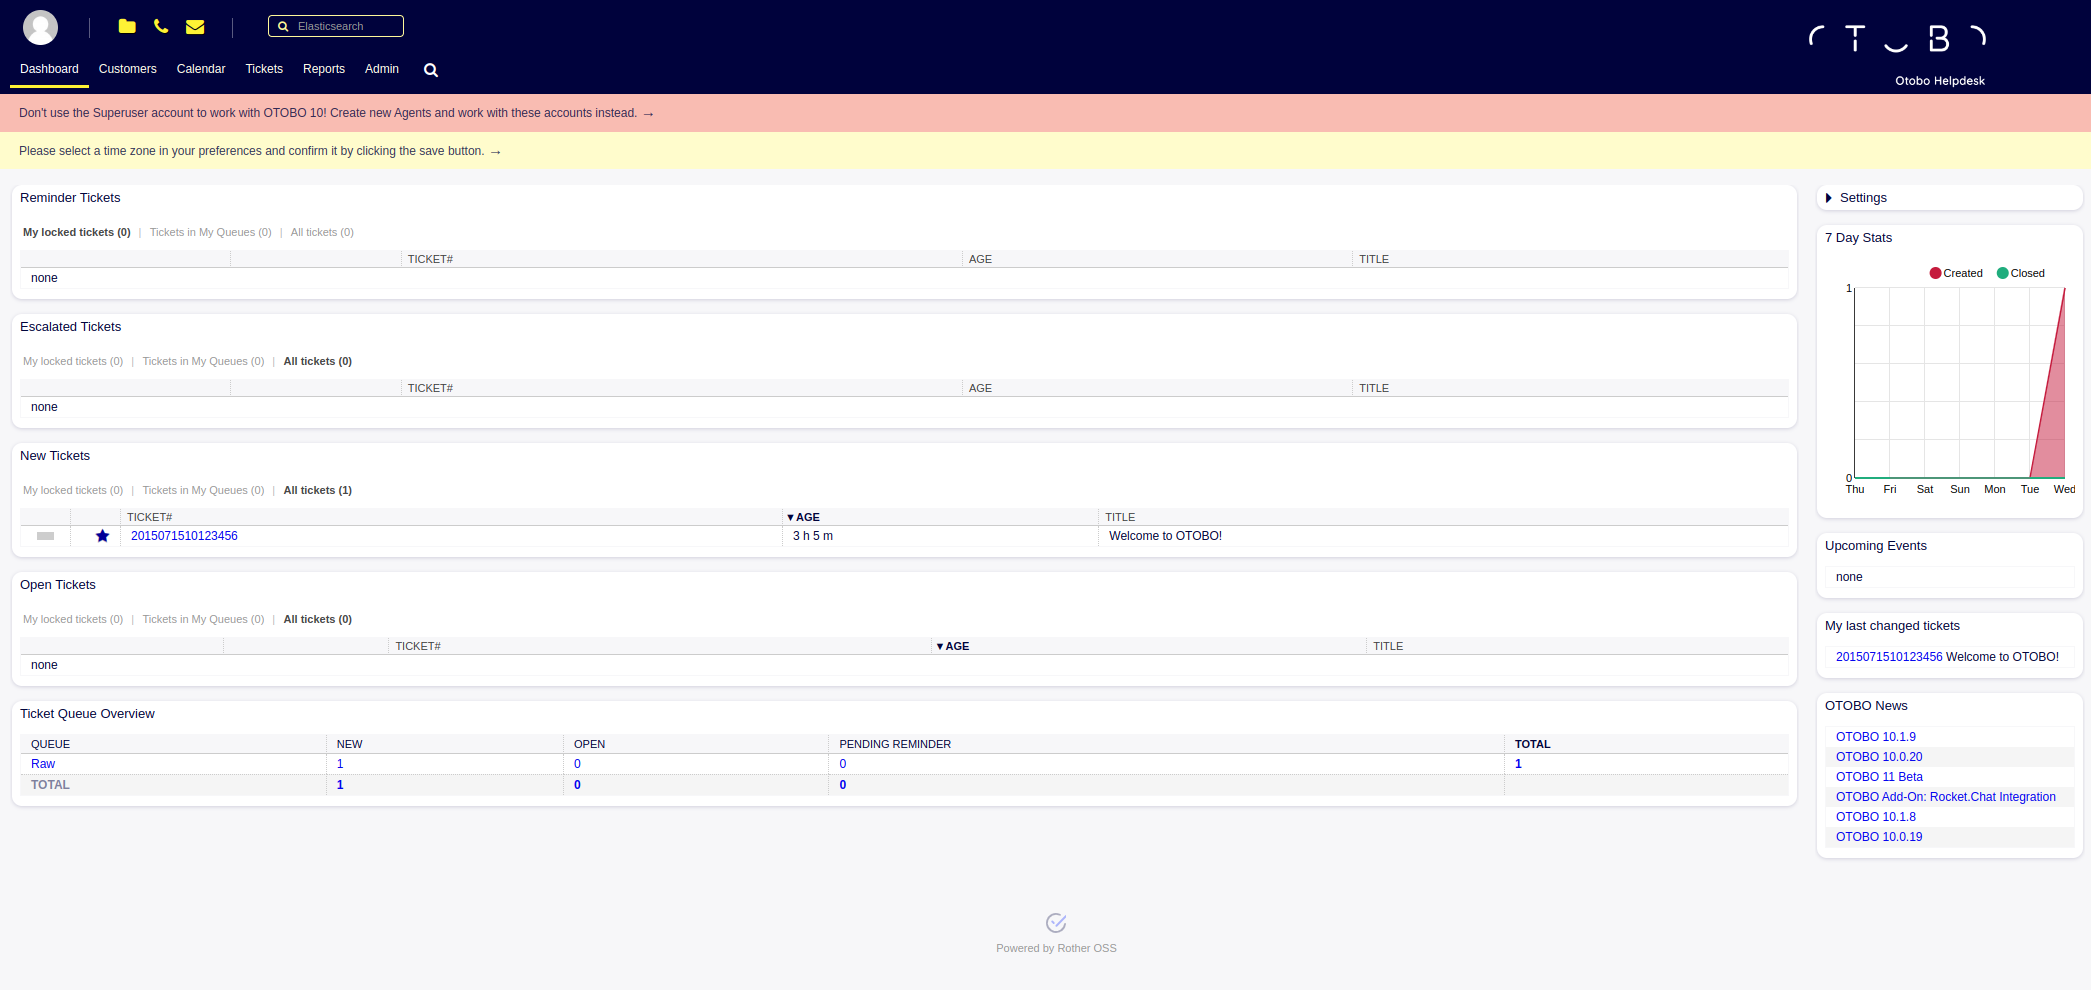 Elasticsearch
OTOBO
Dashboard Customers Calendar Tickets Reports Admin
Otobo Helpdesk
Don't use the Superuser account to work with OTOBO 10! Create new Agents and work with these accounts instead. →
Please select a time zone in your preferences and confirm it by clicking the save button. →
Reminder Tickets
My locked tickets (0) | Tickets in My Queues (0) | All tickets (0)
TICKET# AGE TITLE
none
Escalated Tickets
My locked tickets (0) | Tickets in My Queues (0) | All tickets (0)
TICKET# AGE TITLE
none
New Tickets
My locked tickets (0) | Tickets in My Queues (0) | All tickets (1)
TICKET# ▼AGE TITLE
2015071510123456 3 h 5 m Welcome to OTOBO!
Open Tickets
My locked tickets (0) | Tickets in My Queues (0) | All tickets (0)
TICKET# ▼AGE TITLE
none
Ticket Queue Overview
QUEUE NEW OPEN PENDING REMINDER TOTAL
Raw 1 0 0 1
TOTAL 1 0 0
Settings
7 Day Stats
Created Closed
1
0
Thu Fri Sat Sun Mon Tue Wed
Upcoming Events
none
My last changed tickets
2015071510123456 Welcome to OTOBO!
OTOBO News
OTOBO 10.1.9
OTOBO 10.0.20
OTOBO 11 Beta
OTOBO Add-On: Rocket.Chat Integration
OTOBO 10.1.8
OTOBO 10.0.19
Powered by Rother OSS